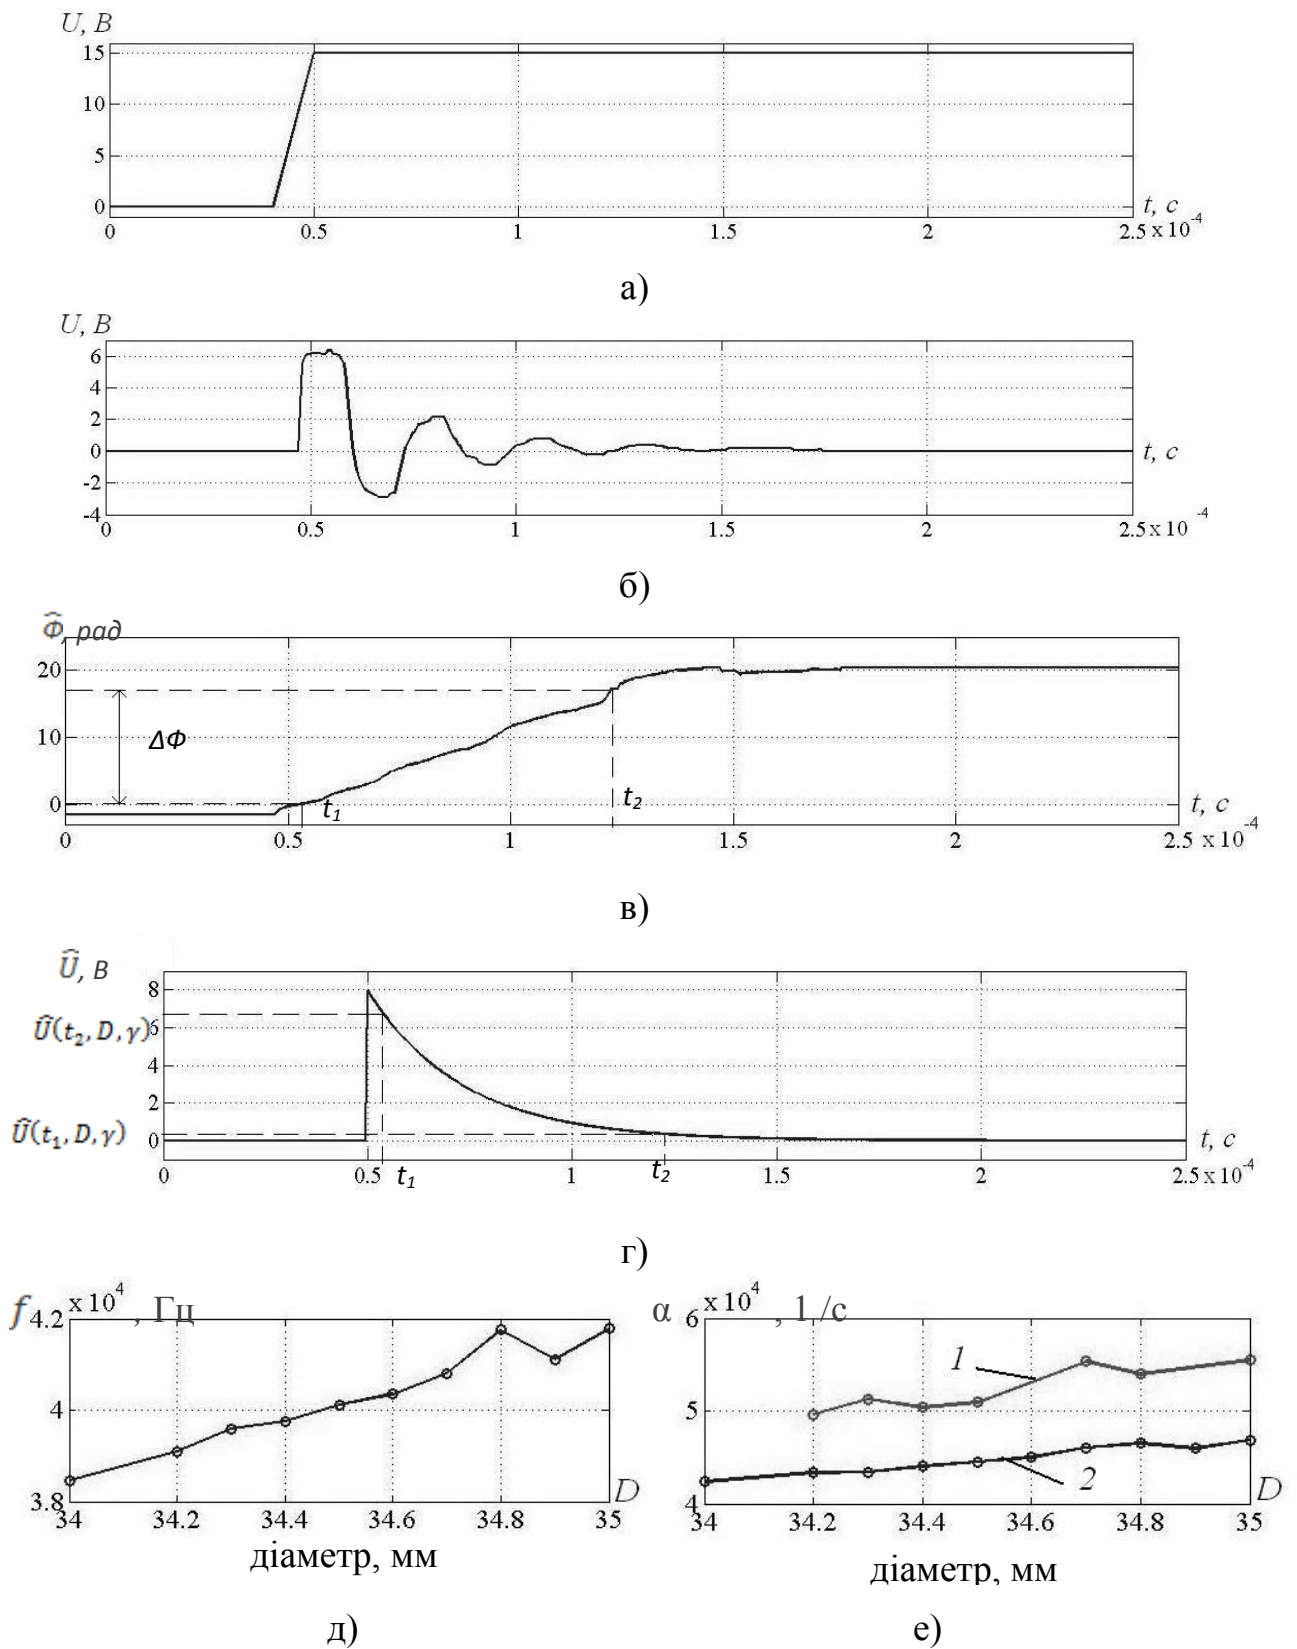 U, В
15
10
5
0
0 0.5 1 1.5 2 2.5 x 10⁻⁴
t, с
а)
U, В
6
4
2
0
-2
-4
0 0.5 1 1.5 2 2.5 x 10⁻⁴
t, с
б)
Φ̂, рад
20
10
0
ΔΦ
t₁
t₂
t, с
0 0.5 1 1.5 2 2.5 x 10⁻⁴
в)
Û, В
8
Û(t₂, D, γ) 6
4
2
Û(t₁, D, γ)
0
t, с
0 0.5 t₁ 1 t₂ 1.5 2 2.5 x 10⁻⁴
г)
f 4.2 x 10⁴, Гц
4
3.8
34 34.2 34.4 34.6 34.8 35
D
діаметр, мм
д)
α 6 x 10⁴, 1 /с
5
4
1
2
34 34.2 34.4 34.6 34.8 35
D
діаметр, мм
е)